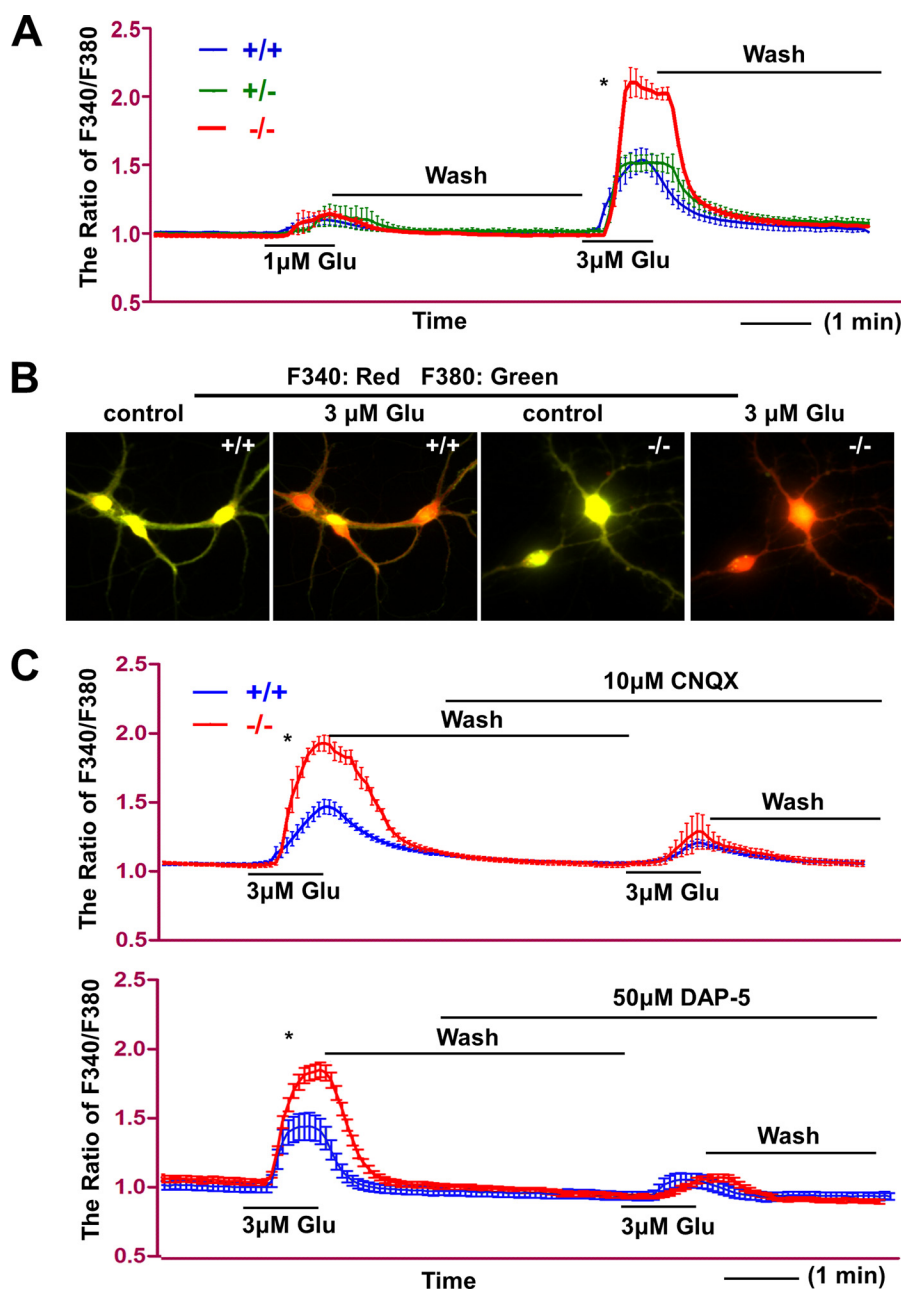 A
The Ratio of F340/F380
2.5
2.0
1.5
1.0
0.5
+/+
+/-
-/-
Wash
Wash
1µM Glu
3µM Glu
*
Time
(1 min)
B
F340: Red F380: Green
control 3 µM Glu control 3 µM Glu
+/+ +/+ -/- -/-
C
The Ratio of F340/F380
2.5
2.0
1.5
1.0
0.5
+/+
-/-
*
10µM CNQX
Wash
Wash
3µM Glu
3µM Glu
The Ratio of F340/F380
2.5
2.0
1.5
1.0
0.5
*
50µM DAP-5
Wash
Wash
3µM Glu
3µM Glu
Time
(1 min)